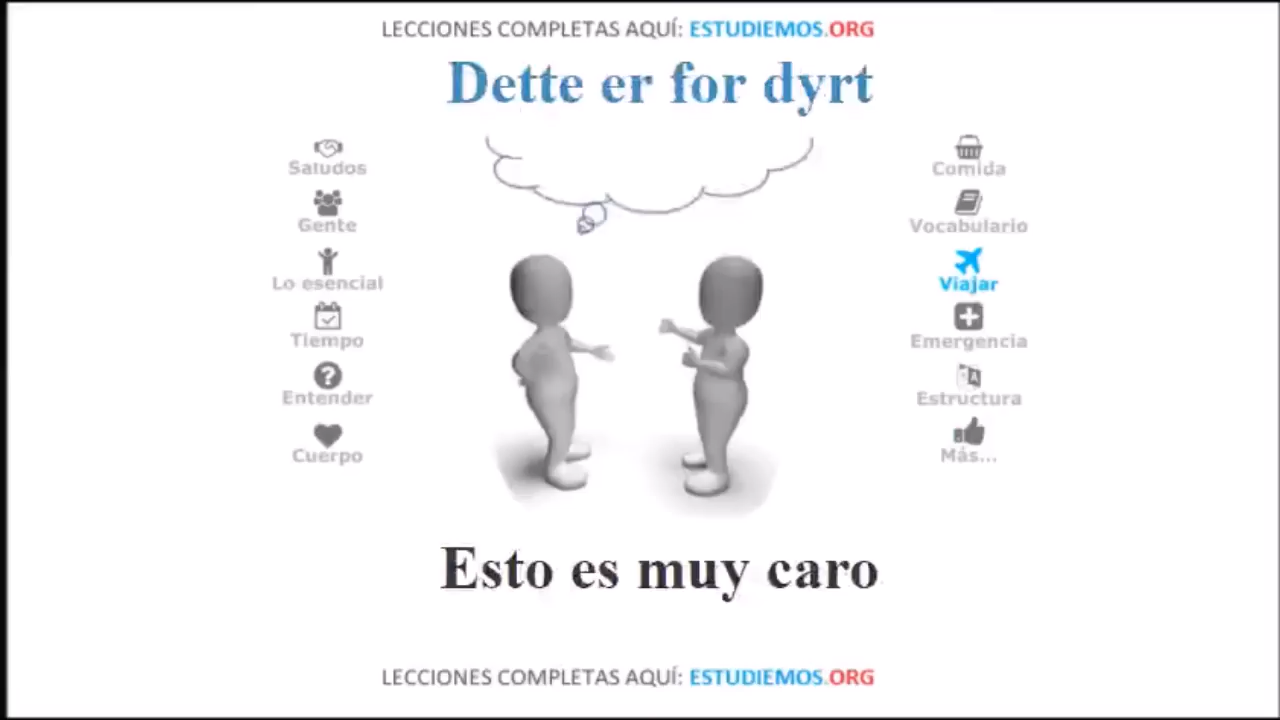 LECCIONES COMPLETAS AQUÍ: ESTUDIEMOS.ORG
Dette er for dyrt
Saludos
Gente
Lo esencial
Tiempo
Entender
Cuerpo
Comida
Vocabulario
Viajar
Emergencia
Estructura
Más...
Esto es muy caro
LECCIONES COMPLETAS AQUÍ: ESTUDIEMOS.ORG